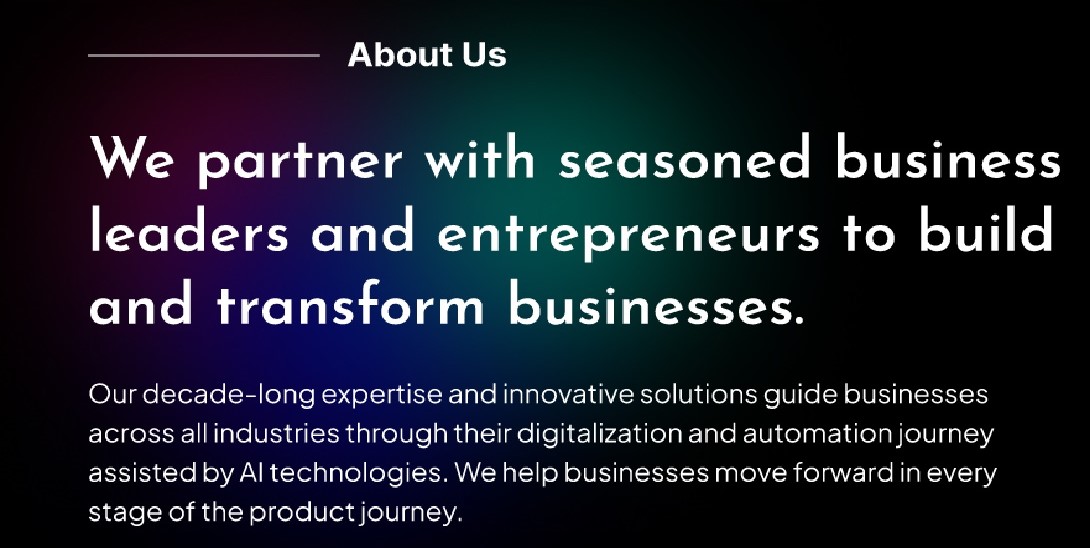 About Us
We partner with seasoned business
leaders and entrepreneurs to build
and transform businesses.
Our decade-long expertise and innovative solutions guide businesses
across all industries through their digitalization and automation journey
assisted by AI technologies. We help businesses move forward in every
stage of the product journey.